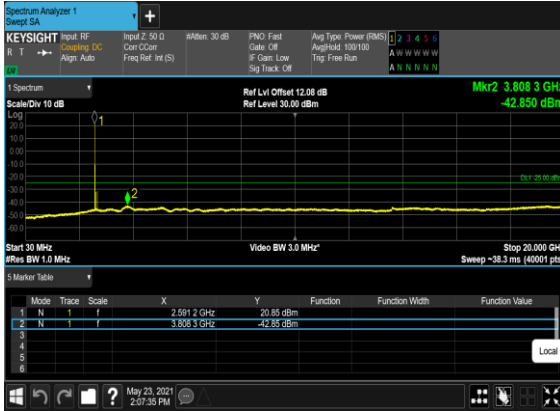 Spectrum Analyzer 1
Swept SA
+
KEYSIGHT Input: RF Input Z: 50 Ω #Atten: 30 dB PNO: Fast Avg Type: Power (RMS) 1 2 3 4 5 6
R T Coupling: DC Corr CCorr Gate: Off Avg|Hold: 100/100 A W W W W W
Align: Auto Freq Ref: Int (S) IF Gain: Low Trig: Free Run
Sig Track: Off A N N N N N
1 Spectrum Ref Lvl Offset 12.08 dB Mkr2 3.808 3 GHz
Scale/Div 10 dB Ref Level 30.00 dBm -42.850 dBm
Log
20.0
10.0
0.00
-10.0
-20.0
-30.0
-40.0
-50.0
-60.0
1
2
DL1 -25.00 dBm
Start 30 MHz Video BW 3.0 MHz* Stop 20.000 GHz
#Res BW 1.0 MHz Sweep ~38.3 ms (40001 pts)
5 Marker Table
Mode Trace Scale X Y Function Function Width Function Value
1 N 1 f 2.591 2 GHz 20.85 dBm
2 N 1 f 3.808 3 GHz -42.85 dBm
3
4
5
6
Local
?
May 23, 2021
2:07:35 PM